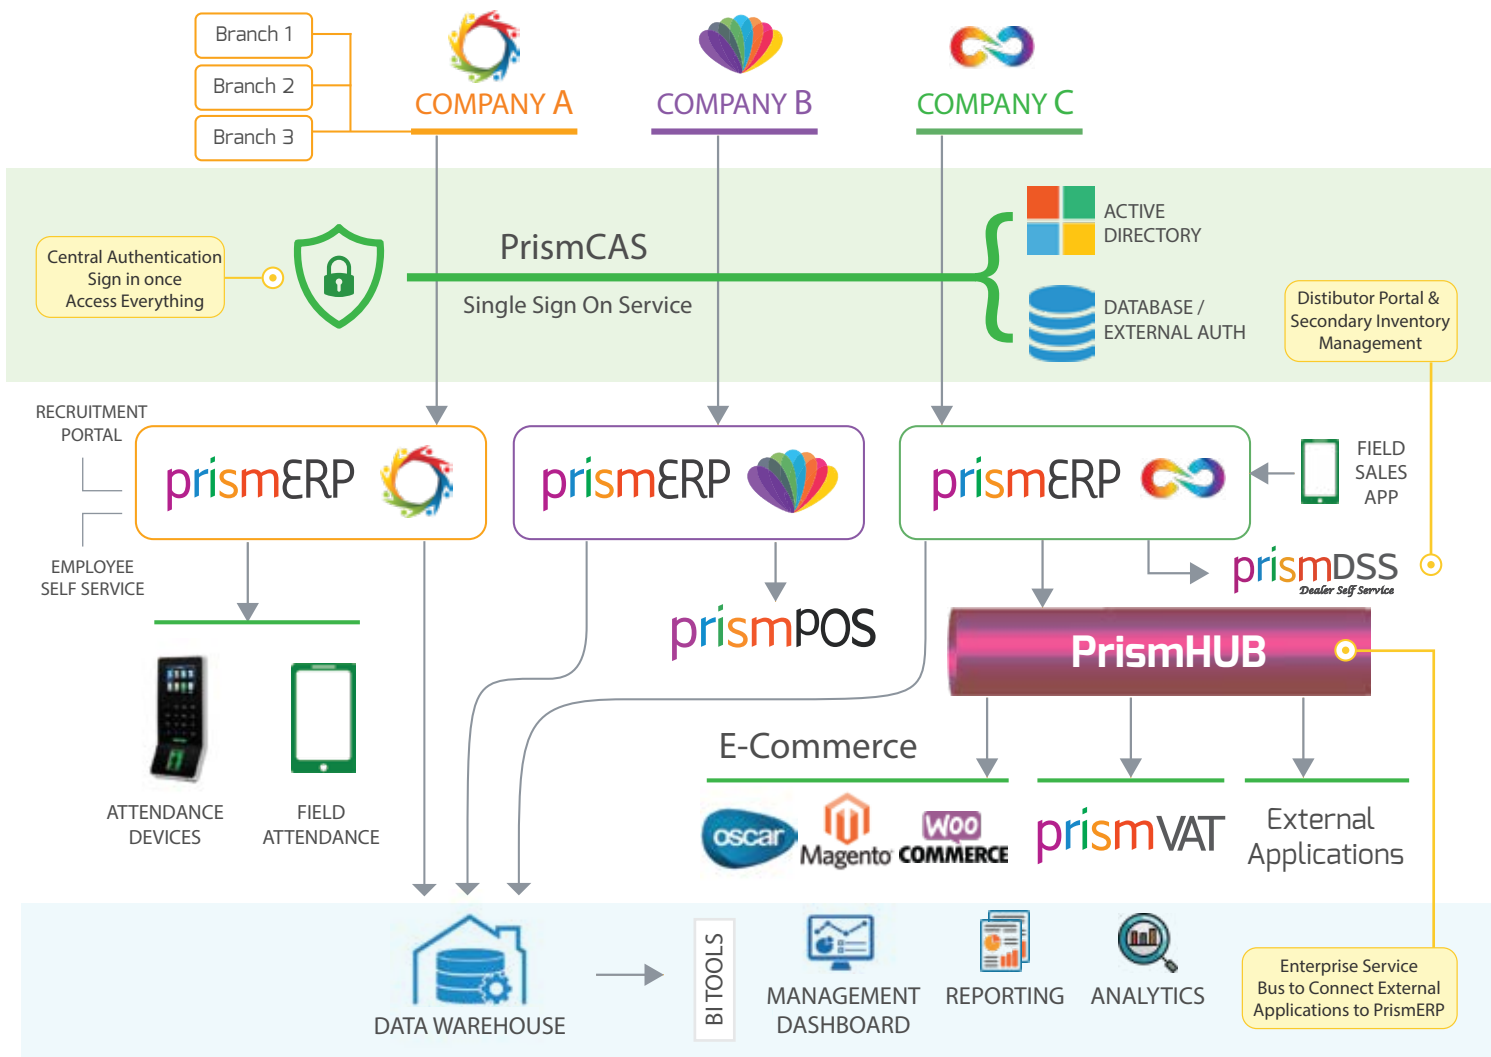 Branch 1
Branch 2
Branch 3
COMPANY A
COMPANY B
COMPANY C
Central Authentication
Sign in once
Access Everything
PrismCAS
Single Sign On Service
ACTIVE
DIRECTORY
DATABASE /
EXTERNAL AUTH
Distibutor Portal &
Secondary Inventory
Management
RECRUITMENT
PORTAL
EMPLOYEE
SELF SERVICE
prismERP
prismERP
prismERP
FIELD
SALES
APP
prismDSS
Dealer Self Service
prismPOS
PrismHUB
ATTENDANCE
DEVICES
FIELD
ATTENDANCE
E-Commerce
oscar
Magento
WOO
COMMERCE
prismVAT
External
Applications
DATA WAREHOUSE
BI TOOLS
MANAGEMENT
DASHBOARD
REPORTING
ANALYTICS
Enterprise Service
Bus to Connect External
Applications to PrismERP